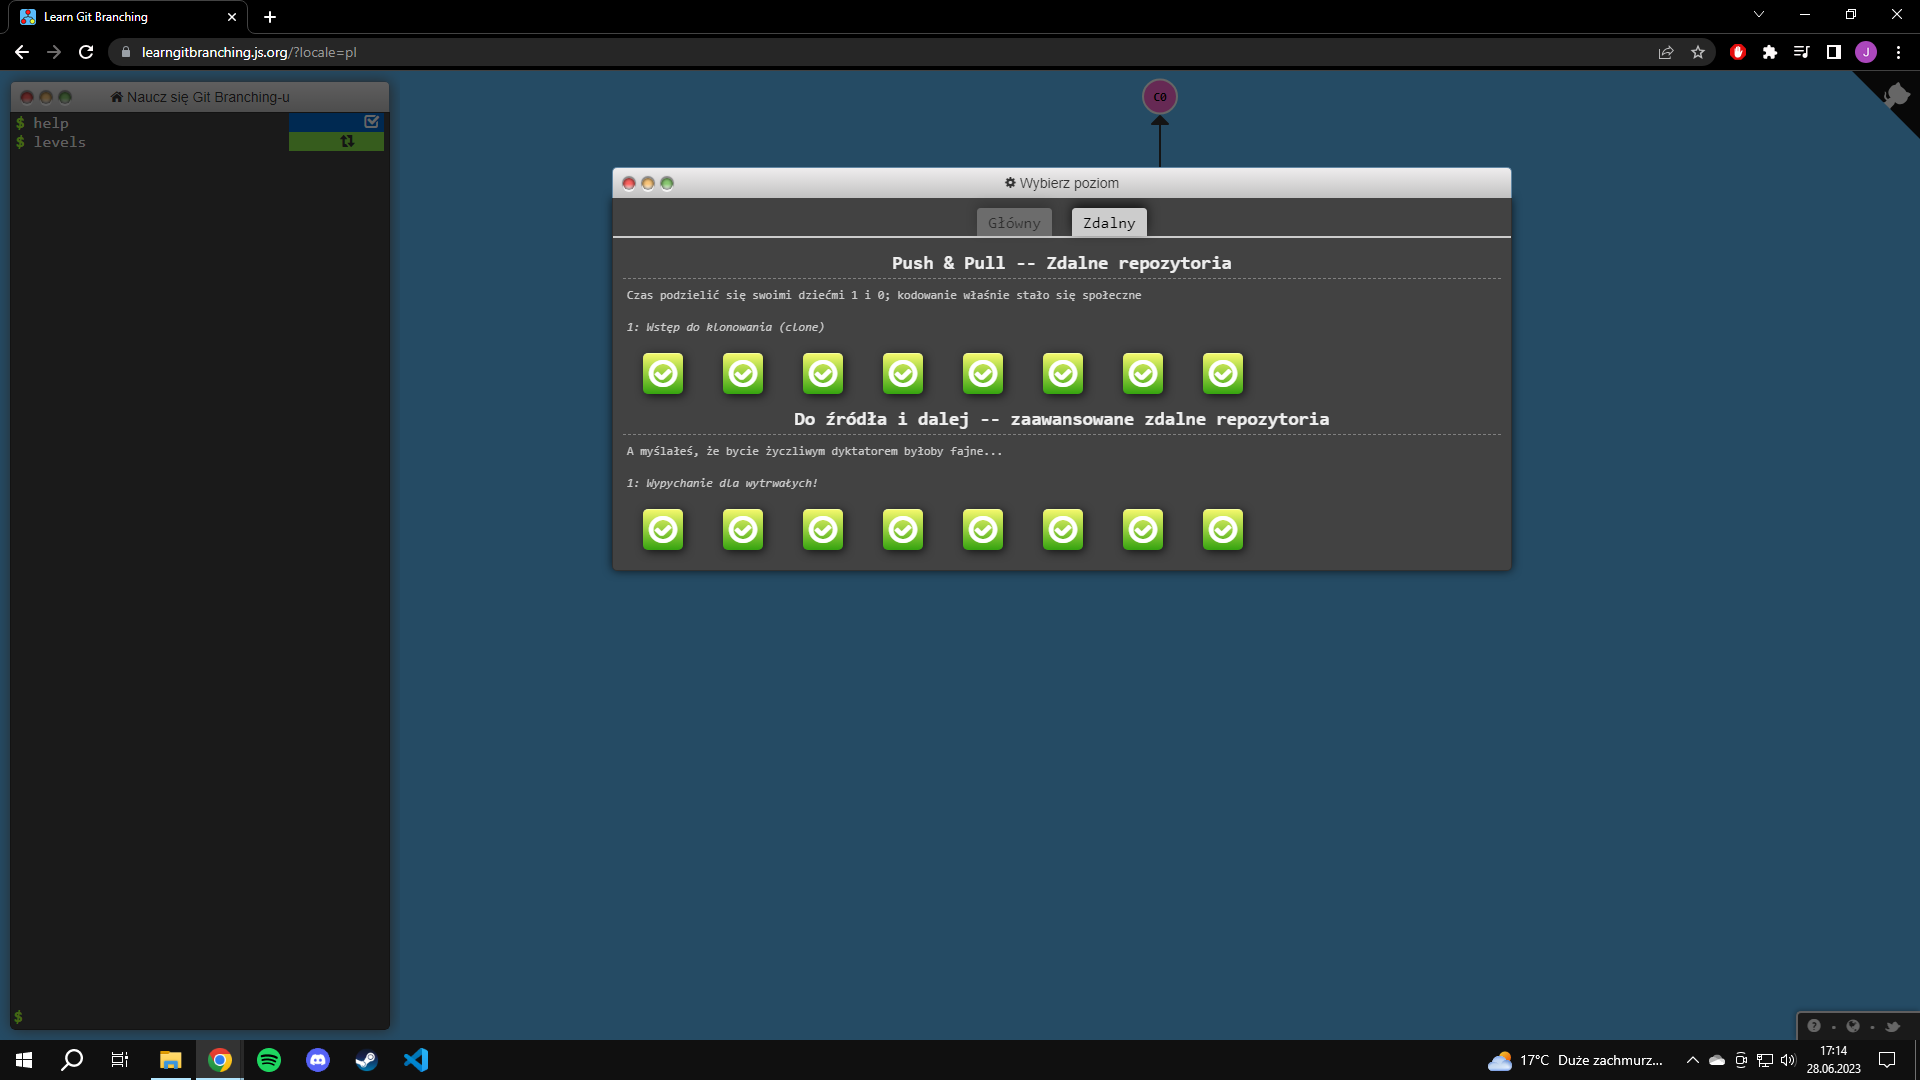 Learn Git Branching
learngitbranching.js.org/?locale=pl
J
Naucz się Git Branching-u
$ help
$ levels
C0
Wybierz poziom
Główny Zdalny
Push & Pull -- Zdalne repozytoria
Czas podzielić się swoimi dziećmi 1 i 0; kodowanie właśnie stało się społeczne
1: Wstęp do klonowania (clone)
Do źródła i dalej -- zaawansowane zdalne repozytoria
A myślałeś, że bycie życzliwym dyktatorem byłoby fajne...
1: Wypychanie dla wytrwałych!
$
17°C Duże zachmurz...
17:14
28.06.2023